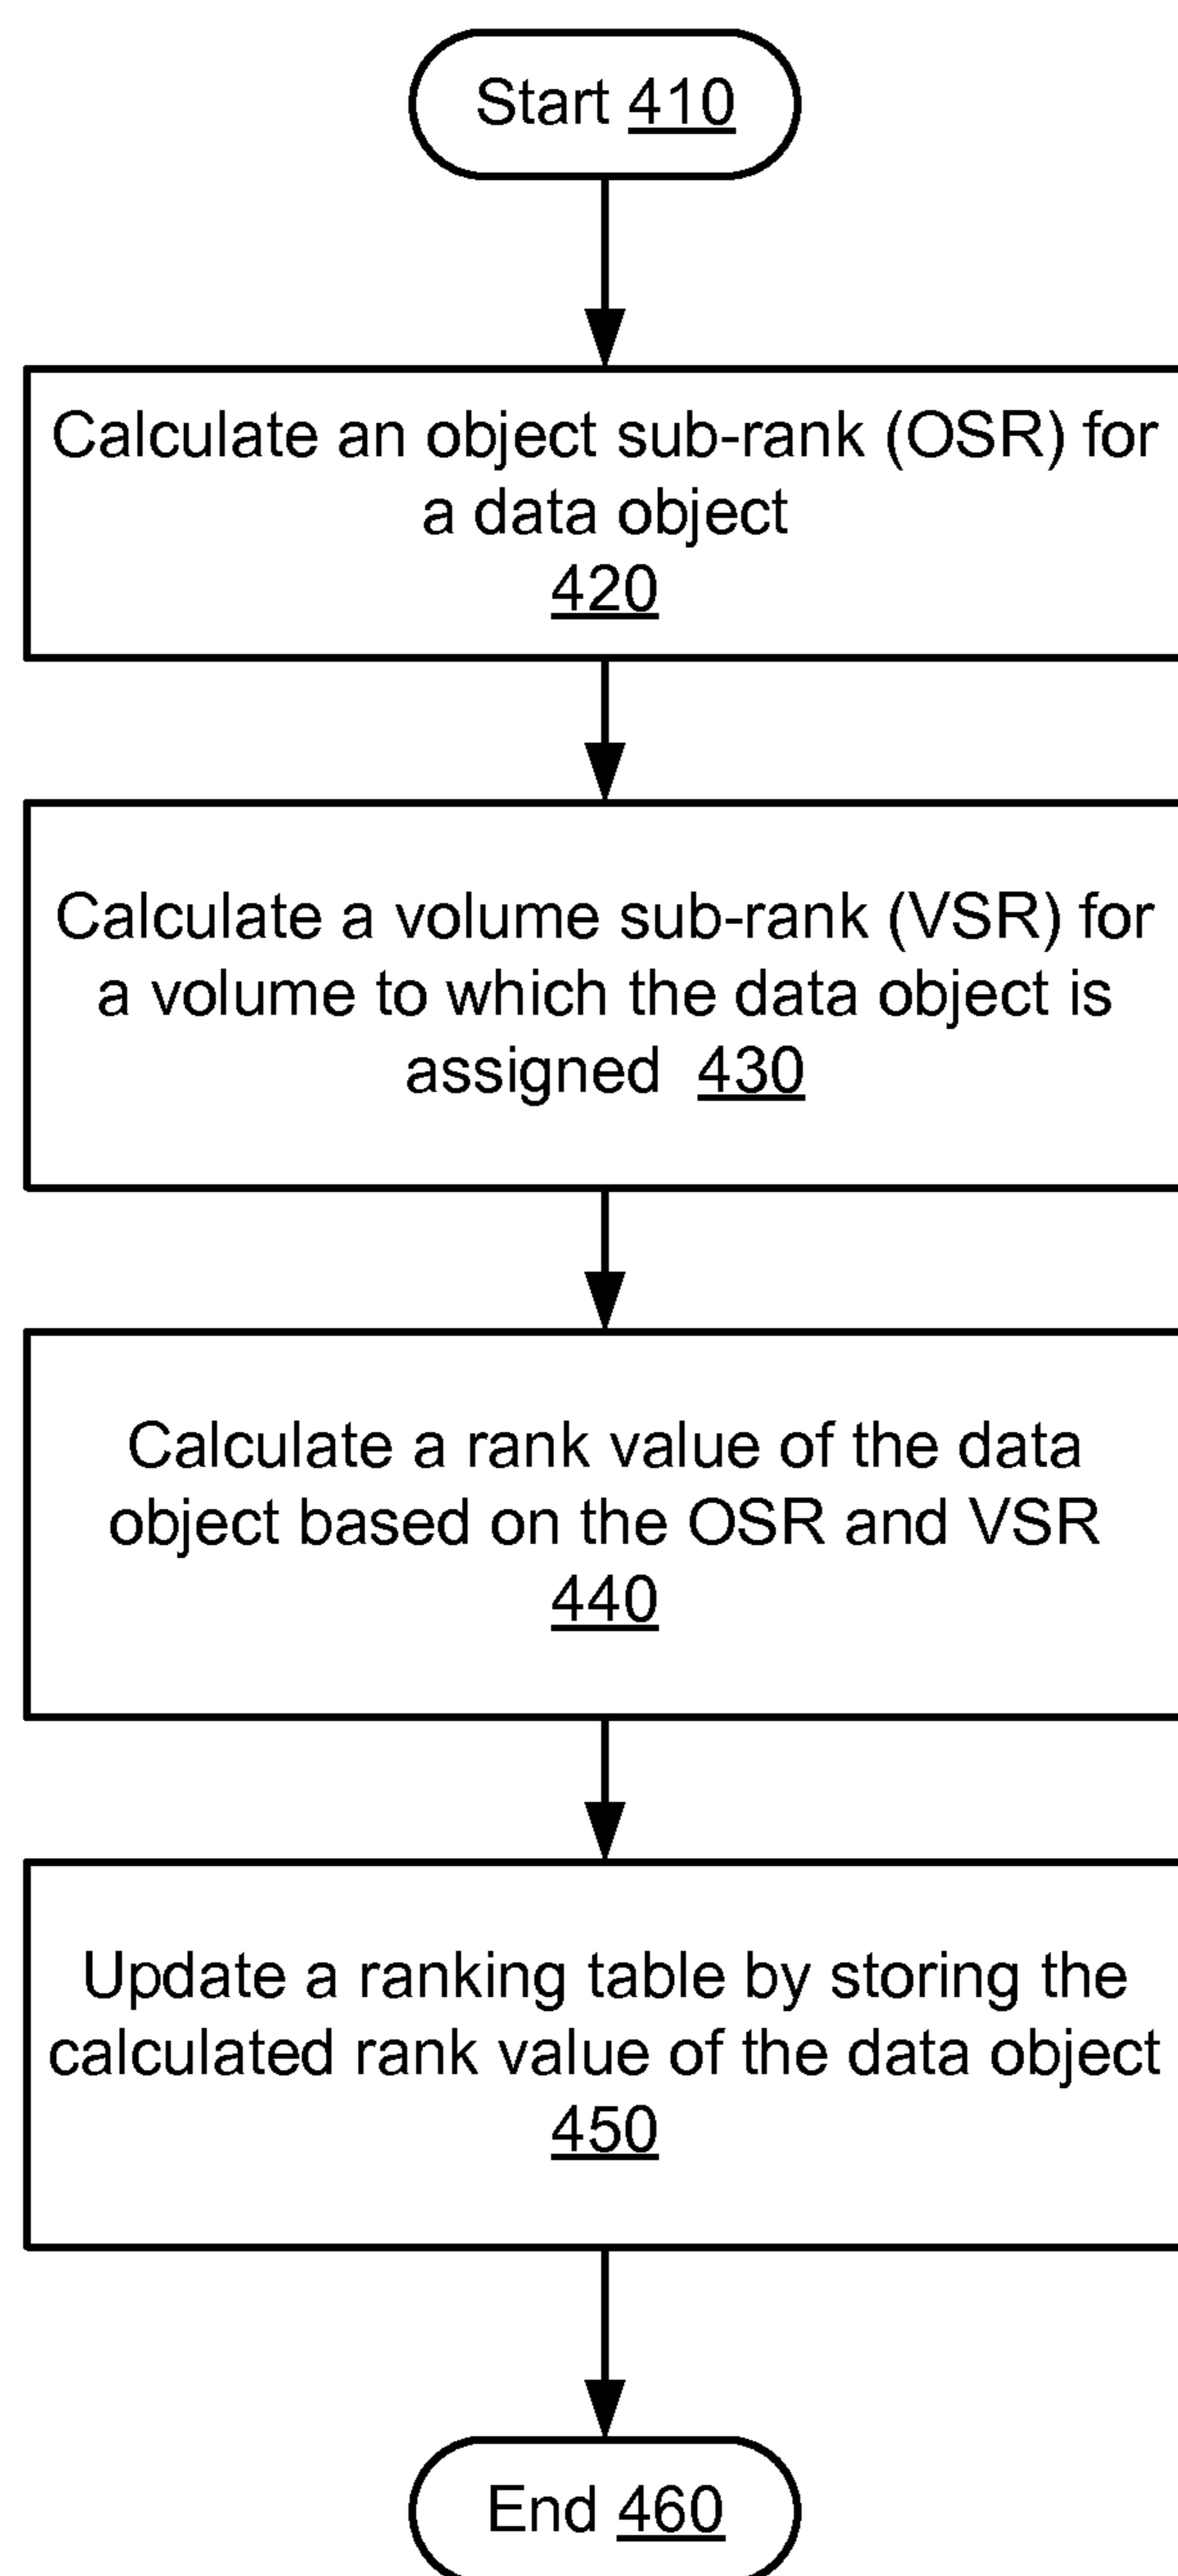 Start 410
Calculate an object sub-rank (OSR) for
a data object
420
Calculate a volume sub-rank (VSR) for
a volume to which the data object is
assigned 430
Calculate a rank value of the data
object based on the OSR and VSR
440
Update a ranking table by storing the
calculated rank value of the data object
450
End 460